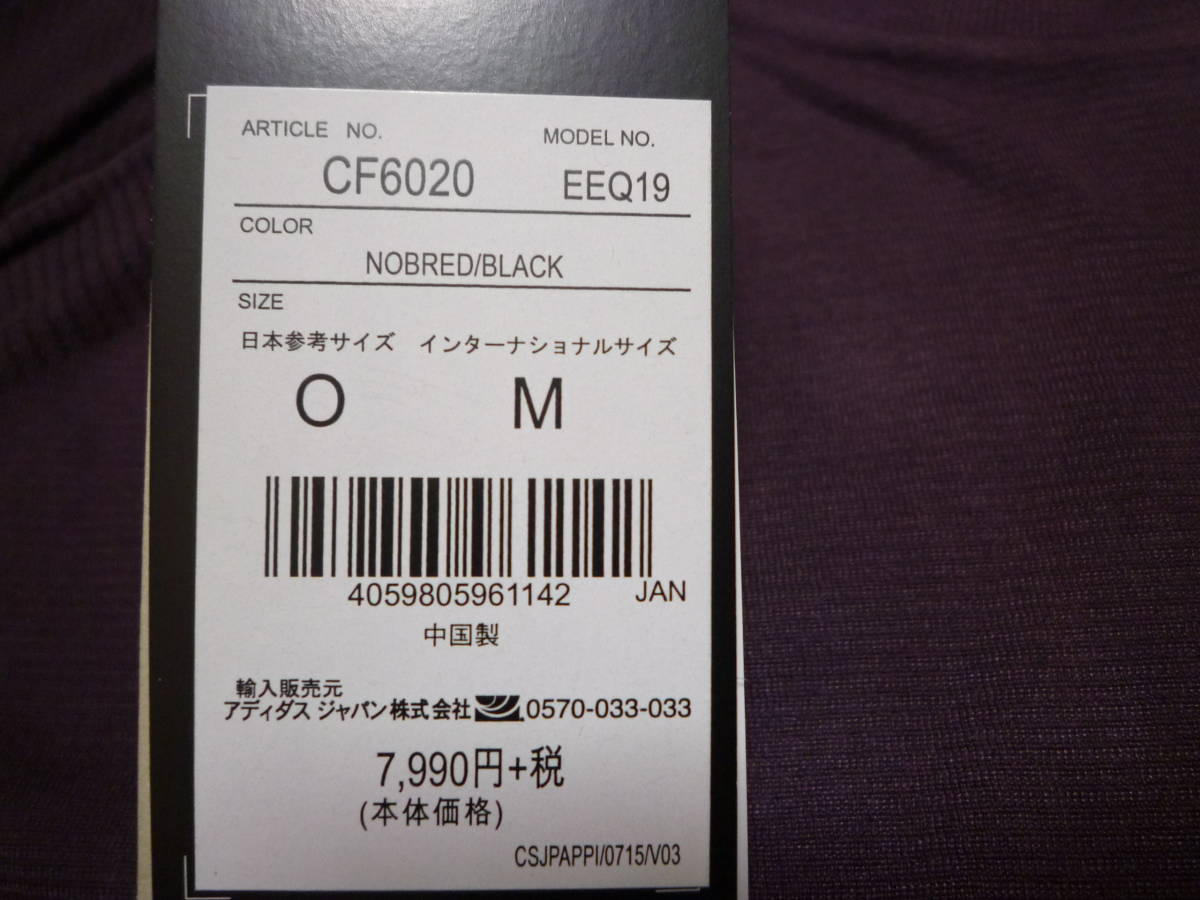 ARTICLE NO. MODEL NO.
CF6020 EEQ19
COLOR
NOBRED/BLACK
SIZE
日本参考サイズ インターナショナルサイズ
O M
4059805961142 JAN
中国製
輸入販売元
アディダス ジャパン株式会社 0570-033-033
7,990円+税
(本体価格)
CSJPAPPI/0715/V03